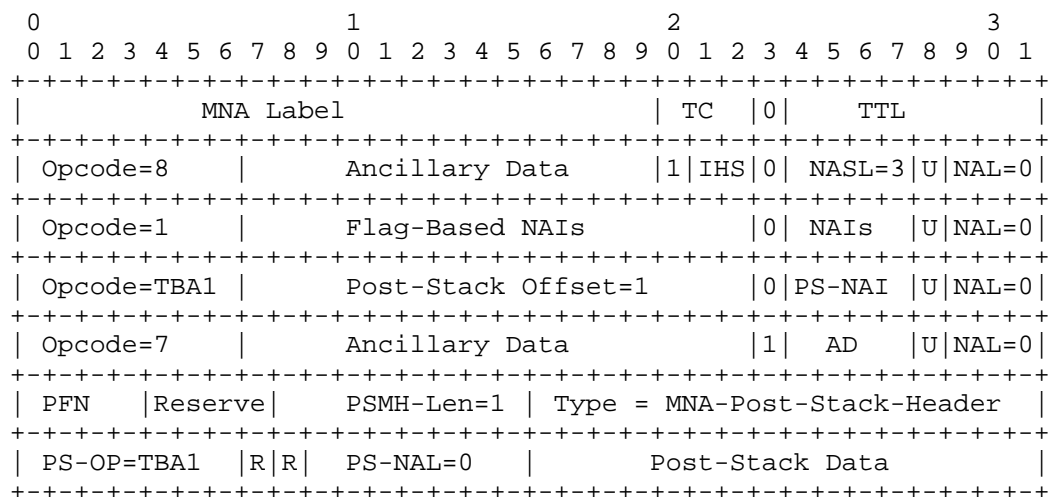 0                   1                   2                   3
 0 1 2 3 4 5 6 7 8 9 0 1 2 3 4 5 6 7 8 9 0 1 2 3 4 5 6 7 8 9 0 1
+-+-+-+-+-+-+-+-+-+-+-+-+-+-+-+-+-+-+-+-+-+-+-+-+-+-+-+-+-+-+-+-+
|           MNA Label                   | TC  |0|    TTL        |
+-+-+-+-+-+-+-+-+-+-+-+-+-+-+-+-+-+-+-+-+-+-+-+-+-+-+-+-+-+-+-+-+
| Opcode=8    |      Ancillary Data     |1|IHS|0| NASL=3|U|NAL=0|
+-+-+-+-+-+-+-+-+-+-+-+-+-+-+-+-+-+-+-+-+-+-+-+-+-+-+-+-+-+-+-+-+
| Opcode=1    |      Flag-Based NAIs          |0| NAIs  |U|NAL=0|
+-+-+-+-+-+-+-+-+-+-+-+-+-+-+-+-+-+-+-+-+-+-+-+-+-+-+-+-+-+-+-+-+
| Opcode=TBA1 |      Post-Stack Offset=1      |0|PS-NAI |U|NAL=0|
+-+-+-+-+-+-+-+-+-+-+-+-+-+-+-+-+-+-+-+-+-+-+-+-+-+-+-+-+-+-+-+-+
| Opcode=7    |      Ancillary Data           |1|  AD   |U|NAL=0|
+-+-+-+-+-+-+-+-+-+-+-+-+-+-+-+-+-+-+-+-+-+-+-+-+-+-+-+-+-+-+-+-+
| PFN   |Reserve|    PSMH-Len=1 | Type = MNA-Post-Stack-Header  |
+-+-+-+-+-+-+-+-+-+-+-+-+-+-+-+-+-+-+-+-+-+-+-+-+-+-+-+-+-+-+-+-+
| PS-OP=TBA1  |R|R|  PS-NAL=0   |       Post-Stack Data         |
+-+-+-+-+-+-+-+-+-+-+-+-+-+-+-+-+-+-+-+-+-+-+-+-+-+-+-+-+-+-+-+-+